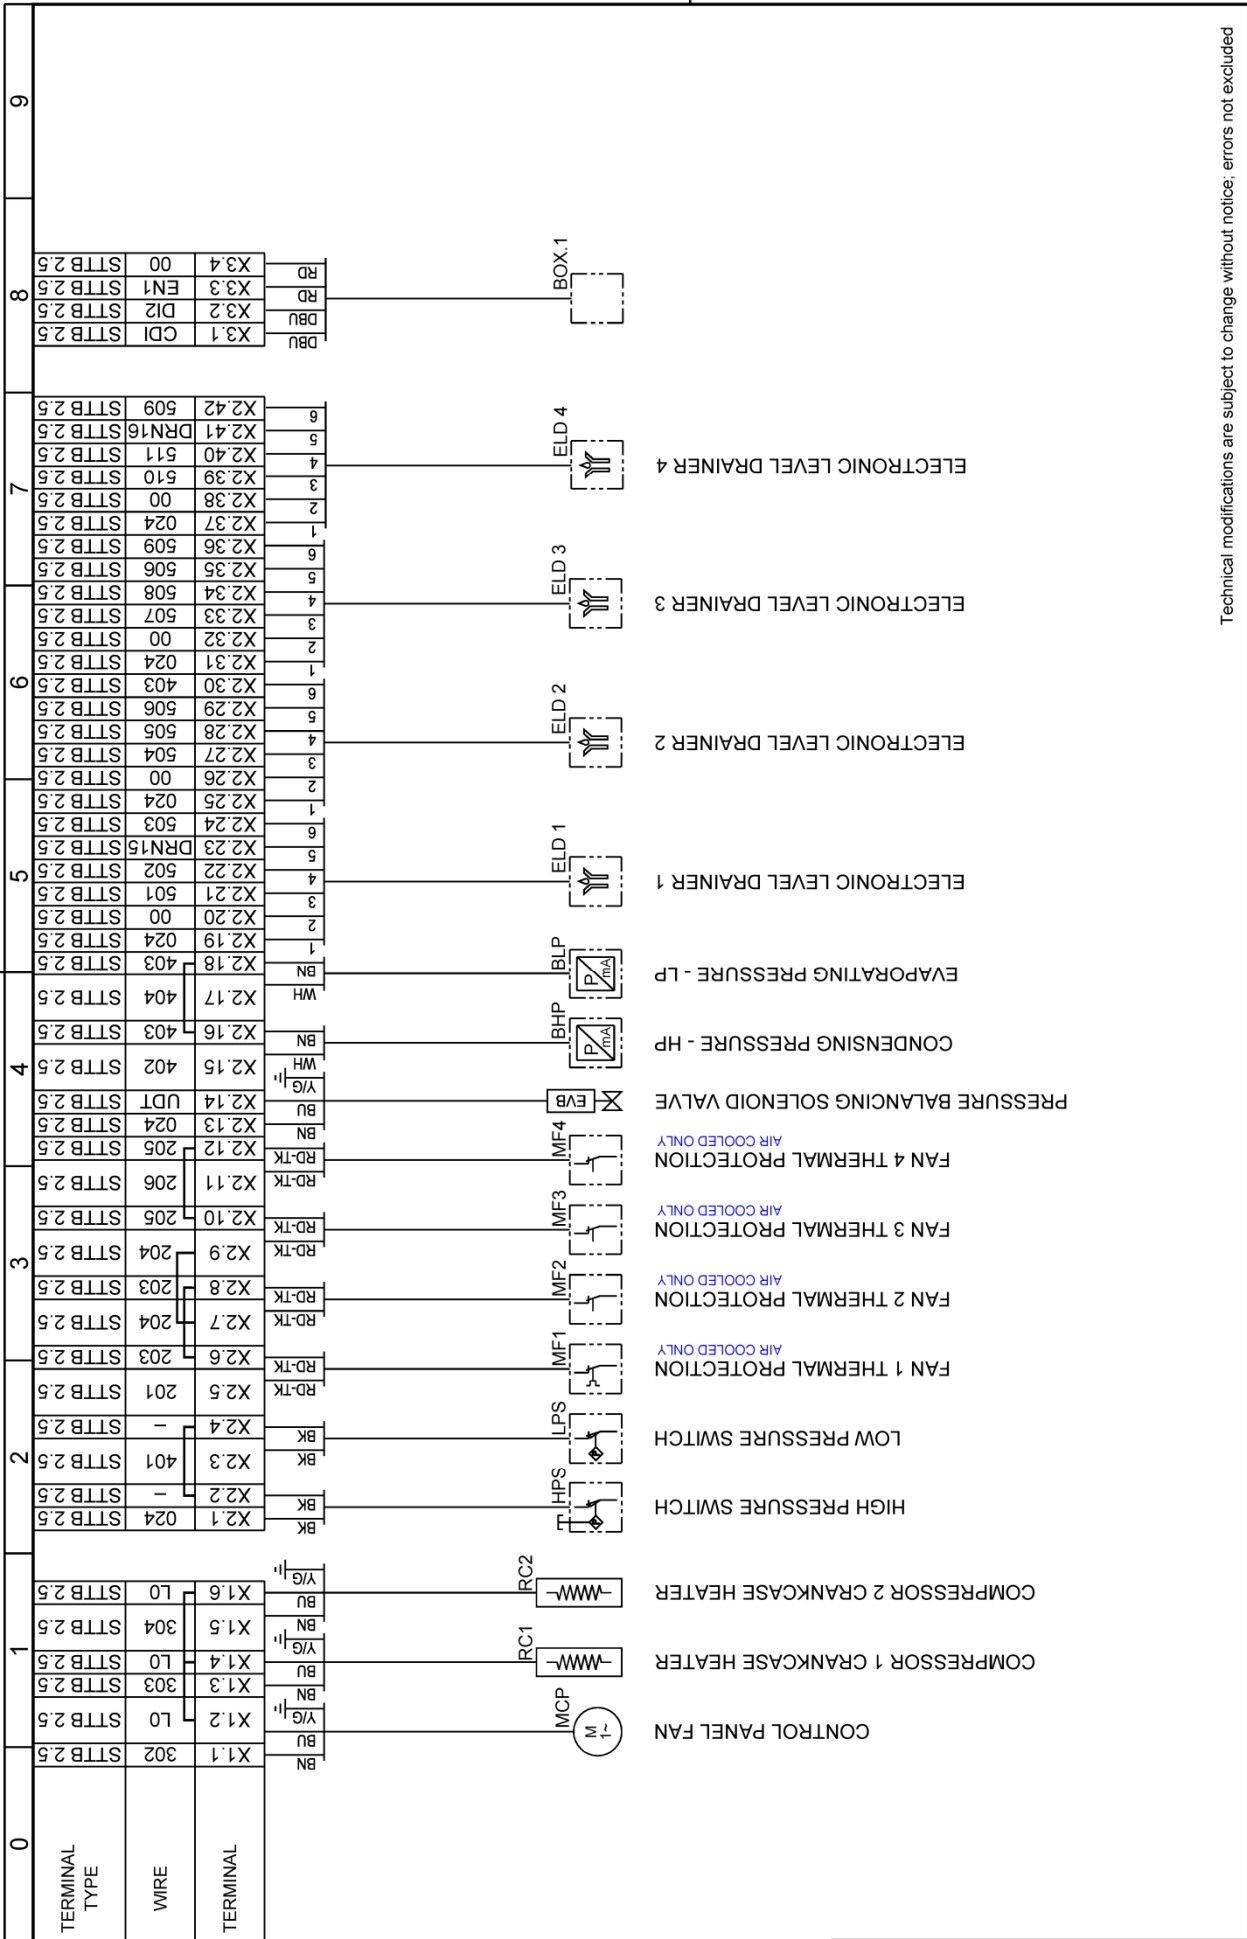 0 1 2 3 4 5 6 7 8 9
TERMINAL
TYPE
STTB 2.5 STTB 2.5 STTB 2.5 STTB 2.5 STTB 2.5 STTB 2.5
STTB 2.5 STTB 2.5 STTB 2.5 STTB 2.5 STTB 2.5 STTB 2.5 STTB 2.5 STTB 2.5 STTB 2.5 STTB 2.5 STTB 2.5 STTB 2.5 STTB 2.5 STTB 2.5 STTB 2.5 STTB 2.5 STTB 2.5 STTB 2.5 STTB 2.5 STTB 2.5 STTB 2.5 STTB 2.5 STTB 2.5 STTB 2.5 STTB 2.5 STTB 2.5 STTB 2.5 STTB 2.5 STTB 2.5 STTB 2.5 STTB 2.5 STTB 2.5 STTB 2.5 STTB 2.5 STTB 2.5 STTB 2.5 STTB 2.5 STTB 2.5 STTB 2.5 STTB 2.5 STTB 2.5 STTB 2.5
STTB 2.5 STTB 2.5 STTB 2.5 STTB 2.5
WIRE
302 L0 303 L0 304 L0
024 – 401 – 201 203 204 203 204 205 206 205 024 UDT 402 403 404 403 024 00 501 502 DRN15 503 024 00 504 505 506 403 024 00 507 508 506 509 024 00 510 511 DRN16 509
CDI DI2 EN1 00
TERMINAL
X1.1 X1.2 X1.3 X1.4 X1.5 X1.6
X2.1 X2.2 X2.3 X2.4 X2.5 X2.6 X2.7 X2.8 X2.9 X2.10 X2.11 X2.12 X2.13 X2.14 X2.15 X2.16 X2.17 X2.18 X2.19 X2.20 X2.21 X2.22 X2.23 X2.24 X2.25 X2.26 X2.27 X2.28 X2.29 X2.30 X2.31 X2.32 X2.33 X2.34 X2.35 X2.36 X2.37 X2.38 X2.39 X2.40 X2.41 X2.42
X3.1 X3.2 X3.3 X3.4
BN BU Y/G BN BU Y/G BN BU Y/G
BK BK BK BK RD-TK RD-TK RD-TK RD-TK RD-TK RD-TK RD-TK RD-TK BN BU Y/G WH BN WH BN
1 2 3 4 5 6 1 2 3 4 5 6 1 2 3 4 5 6 1 2 3 4 5 6
DBU DBU RD RD
MCP RC1 RC2 HPS LPS MF1 MF2 MF3 MF4 BHP BLP ELD 1 ELD 2 ELD 3 ELD 4 BOX.1
M
1~
EVB
P/mA
P/mA
CONTROL PANEL FAN
COMPRESSOR 1 CRANKCASE HEATER
COMPRESSOR 2 CRANKCASE HEATER
HIGH PRESSURE SWITCH
LOW PRESSURE SWITCH
FAN 1 THERMAL PROTECTION
AIR COOLED ONLY
FAN 2 THERMAL PROTECTION
AIR COOLED ONLY
FAN 3 THERMAL PROTECTION
AIR COOLED ONLY
FAN 4 THERMAL PROTECTION
AIR COOLED ONLY
PRESSURE BALANCING SOLENOID VALVE
CONDENSING PRESSURE - HP
EVAPORATING PRESSURE - LP
ELECTRONIC LEVEL DRAINER 1
ELECTRONIC LEVEL DRAINER 2
ELECTRONIC LEVEL DRAINER 3
ELECTRONIC LEVEL DRAINER 4
Technical modifications are subject to change without notice; errors not excluded